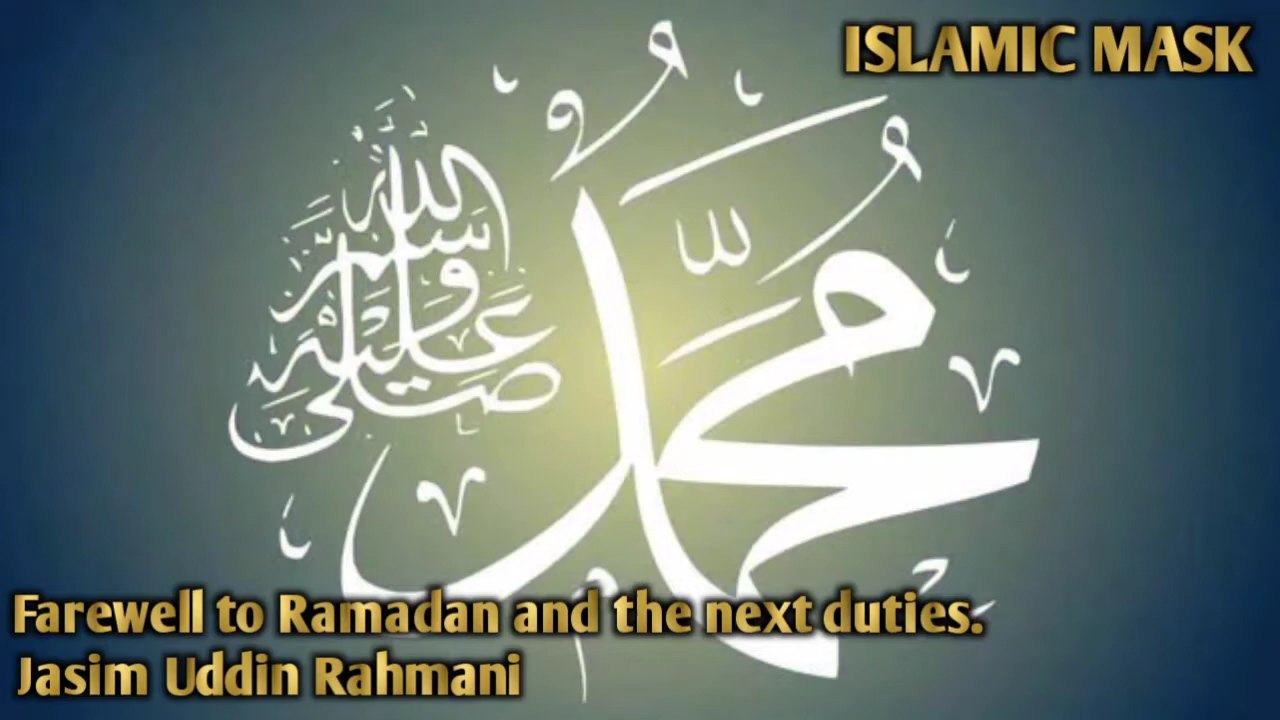 ISLAMIC MASK
محمد
صلى الله عليه وسلم
Farewell to Ramadan and the next duties.
Jasim Uddin Rahmani